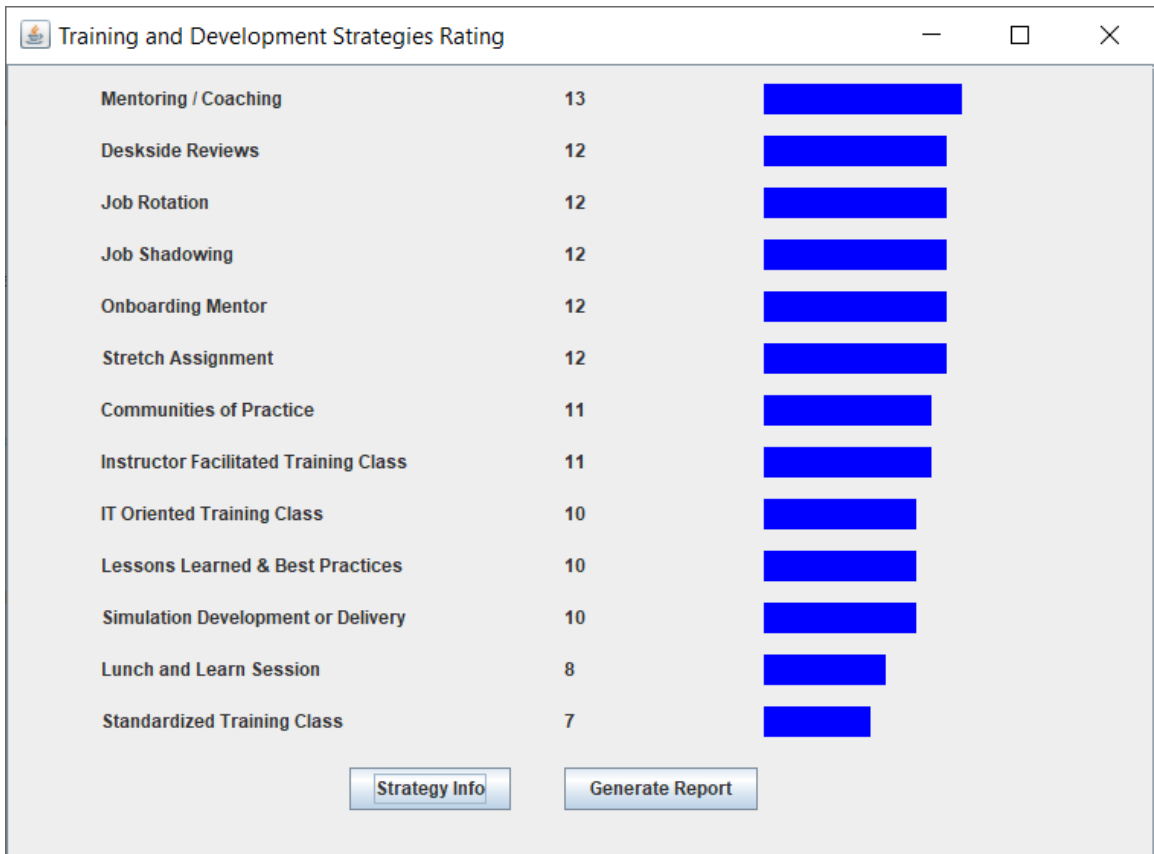 Training and Development Strategies Rating
Mentoring / Coaching 13
Deskside Reviews 12
Job Rotation 12
Job Shadowing 12
Onboarding Mentor 12
Stretch Assignment 12
Communities of Practice 11
Instructor Facilitated Training Class 11
IT Oriented Training Class 10
Lessons Learned & Best Practices 10
Simulation Development or Delivery 10
Lunch and Learn Session 8
Standardized Training Class 7
Strategy Info Generate Report